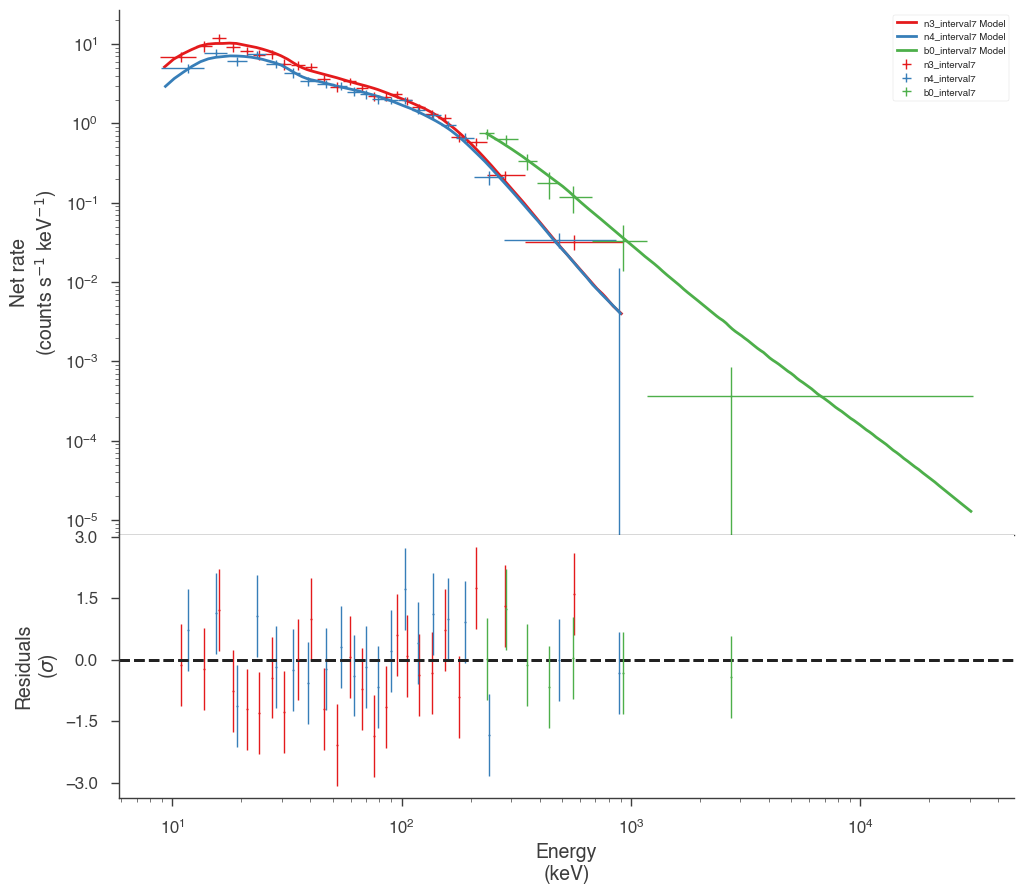 n3_interval7 Model
n4_interval7 Model
b0_interval7 Model
n3_interval7
n4_interval7
b0_interval7
Net rate
(counts s⁻¹ keV⁻¹)
10¹
10⁰
10⁻¹
10⁻²
10⁻³
10⁻⁴
10⁻⁵
Residuals
(σ)
3.0
1.5
0.0
−1.5
−3.0
10¹ 10² 10³ 10⁴
Energy
(keV)